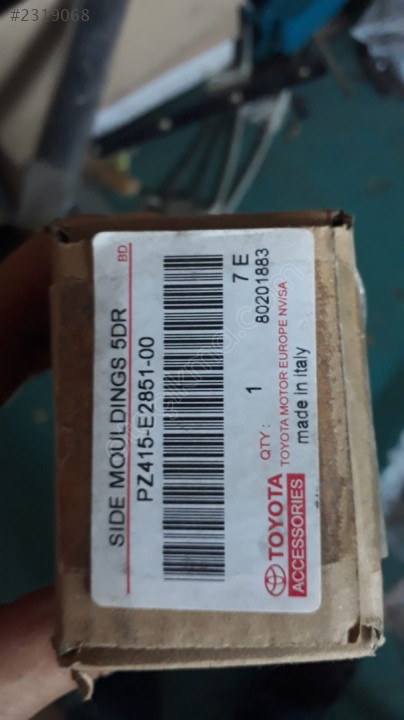 #2319068
SIDE MOULDINGS 5DR
BD
PZ415-E2851-00
7 E
80201883
QTY : 1
TOYOTA MOTOR EUROPE NV/SA
made in italy
TOYOTA
ACCESSORIES